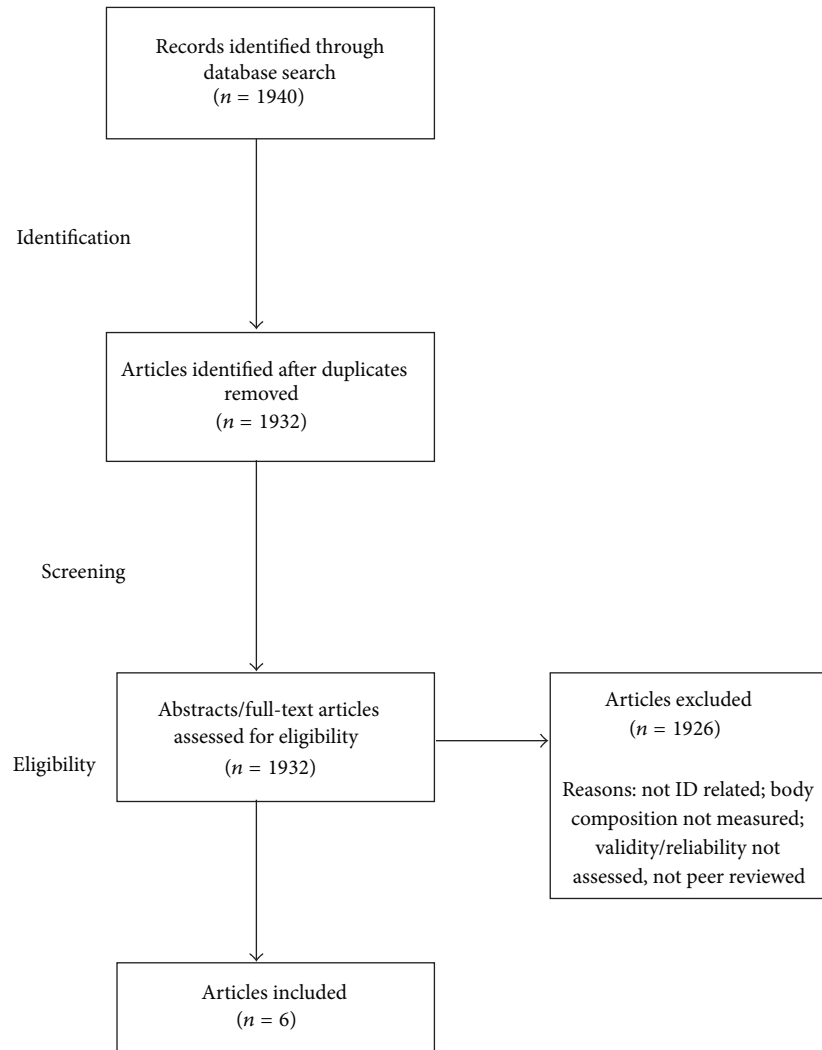 Records identified through
database search
(n = 1940)
Identification
Articles identified after duplicates
removed
(n = 1932)
Screening
Abstracts/full-text articles
assessed for eligibility
(n = 1932)
Eligibility
Articles excluded
(n = 1926)
Reasons: not ID related; body
composition not measured;
validity/reliability not
assessed, not peer reviewed
Articles included
(n = 6)